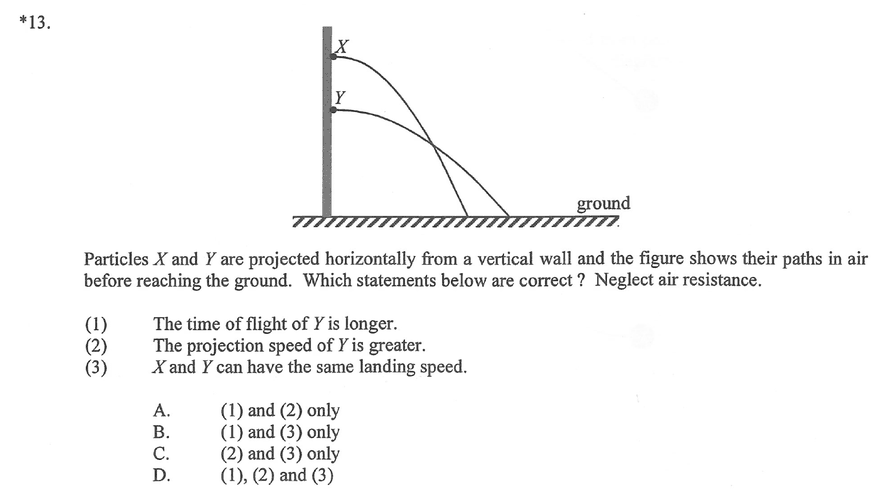 *13.
X
Y
ground
Particles X and Y are projected horizontally from a vertical wall and the figure shows their paths in air
before reaching the ground. Which statements below are correct ? Neglect air resistance.
(1) The time of flight of Y is longer.
(2) The projection speed of Y is greater.
(3) X and Y can have the same landing speed.
A. (1) and (2) only
B. (1) and (3) only
C. (2) and (3) only
D. (1), (2) and (3)